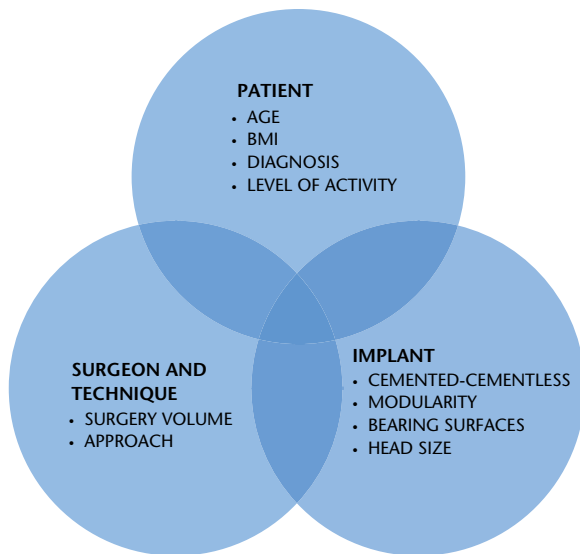 PATIENT
• AGE
• BMI
• DIAGNOSIS
• LEVEL OF ACTIVITY
SURGEON AND
TECHNIQUE
• SURGERY VOLUME
• APPROACH
IMPLANT
• CEMENTED-CEMENTLESS
• MODULARITY
• BEARING SURFACES
• HEAD SIZE